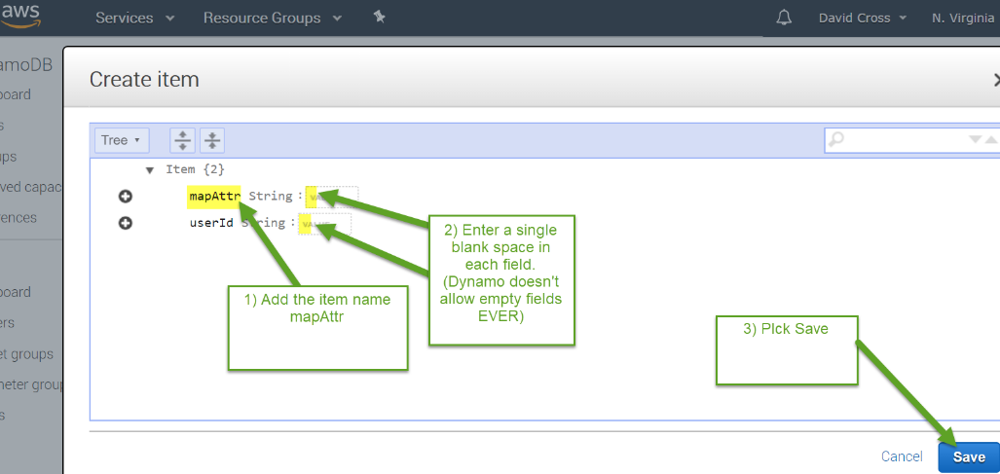 aws
Services
Resource Groups
David Cross
N. Virginia
amoDB
board
s
ups
ved capac
rences
board
ers
et groups
meter group
s
Create item
Tree
Item {2}
mapAttr String :
userId String :
1) Add the item name
mapAttr
2) Enter a single
blank space in
each field.
(Dynamo doesn't
allow empty fields
EVER)
3) PIck Save
Cancel
Save